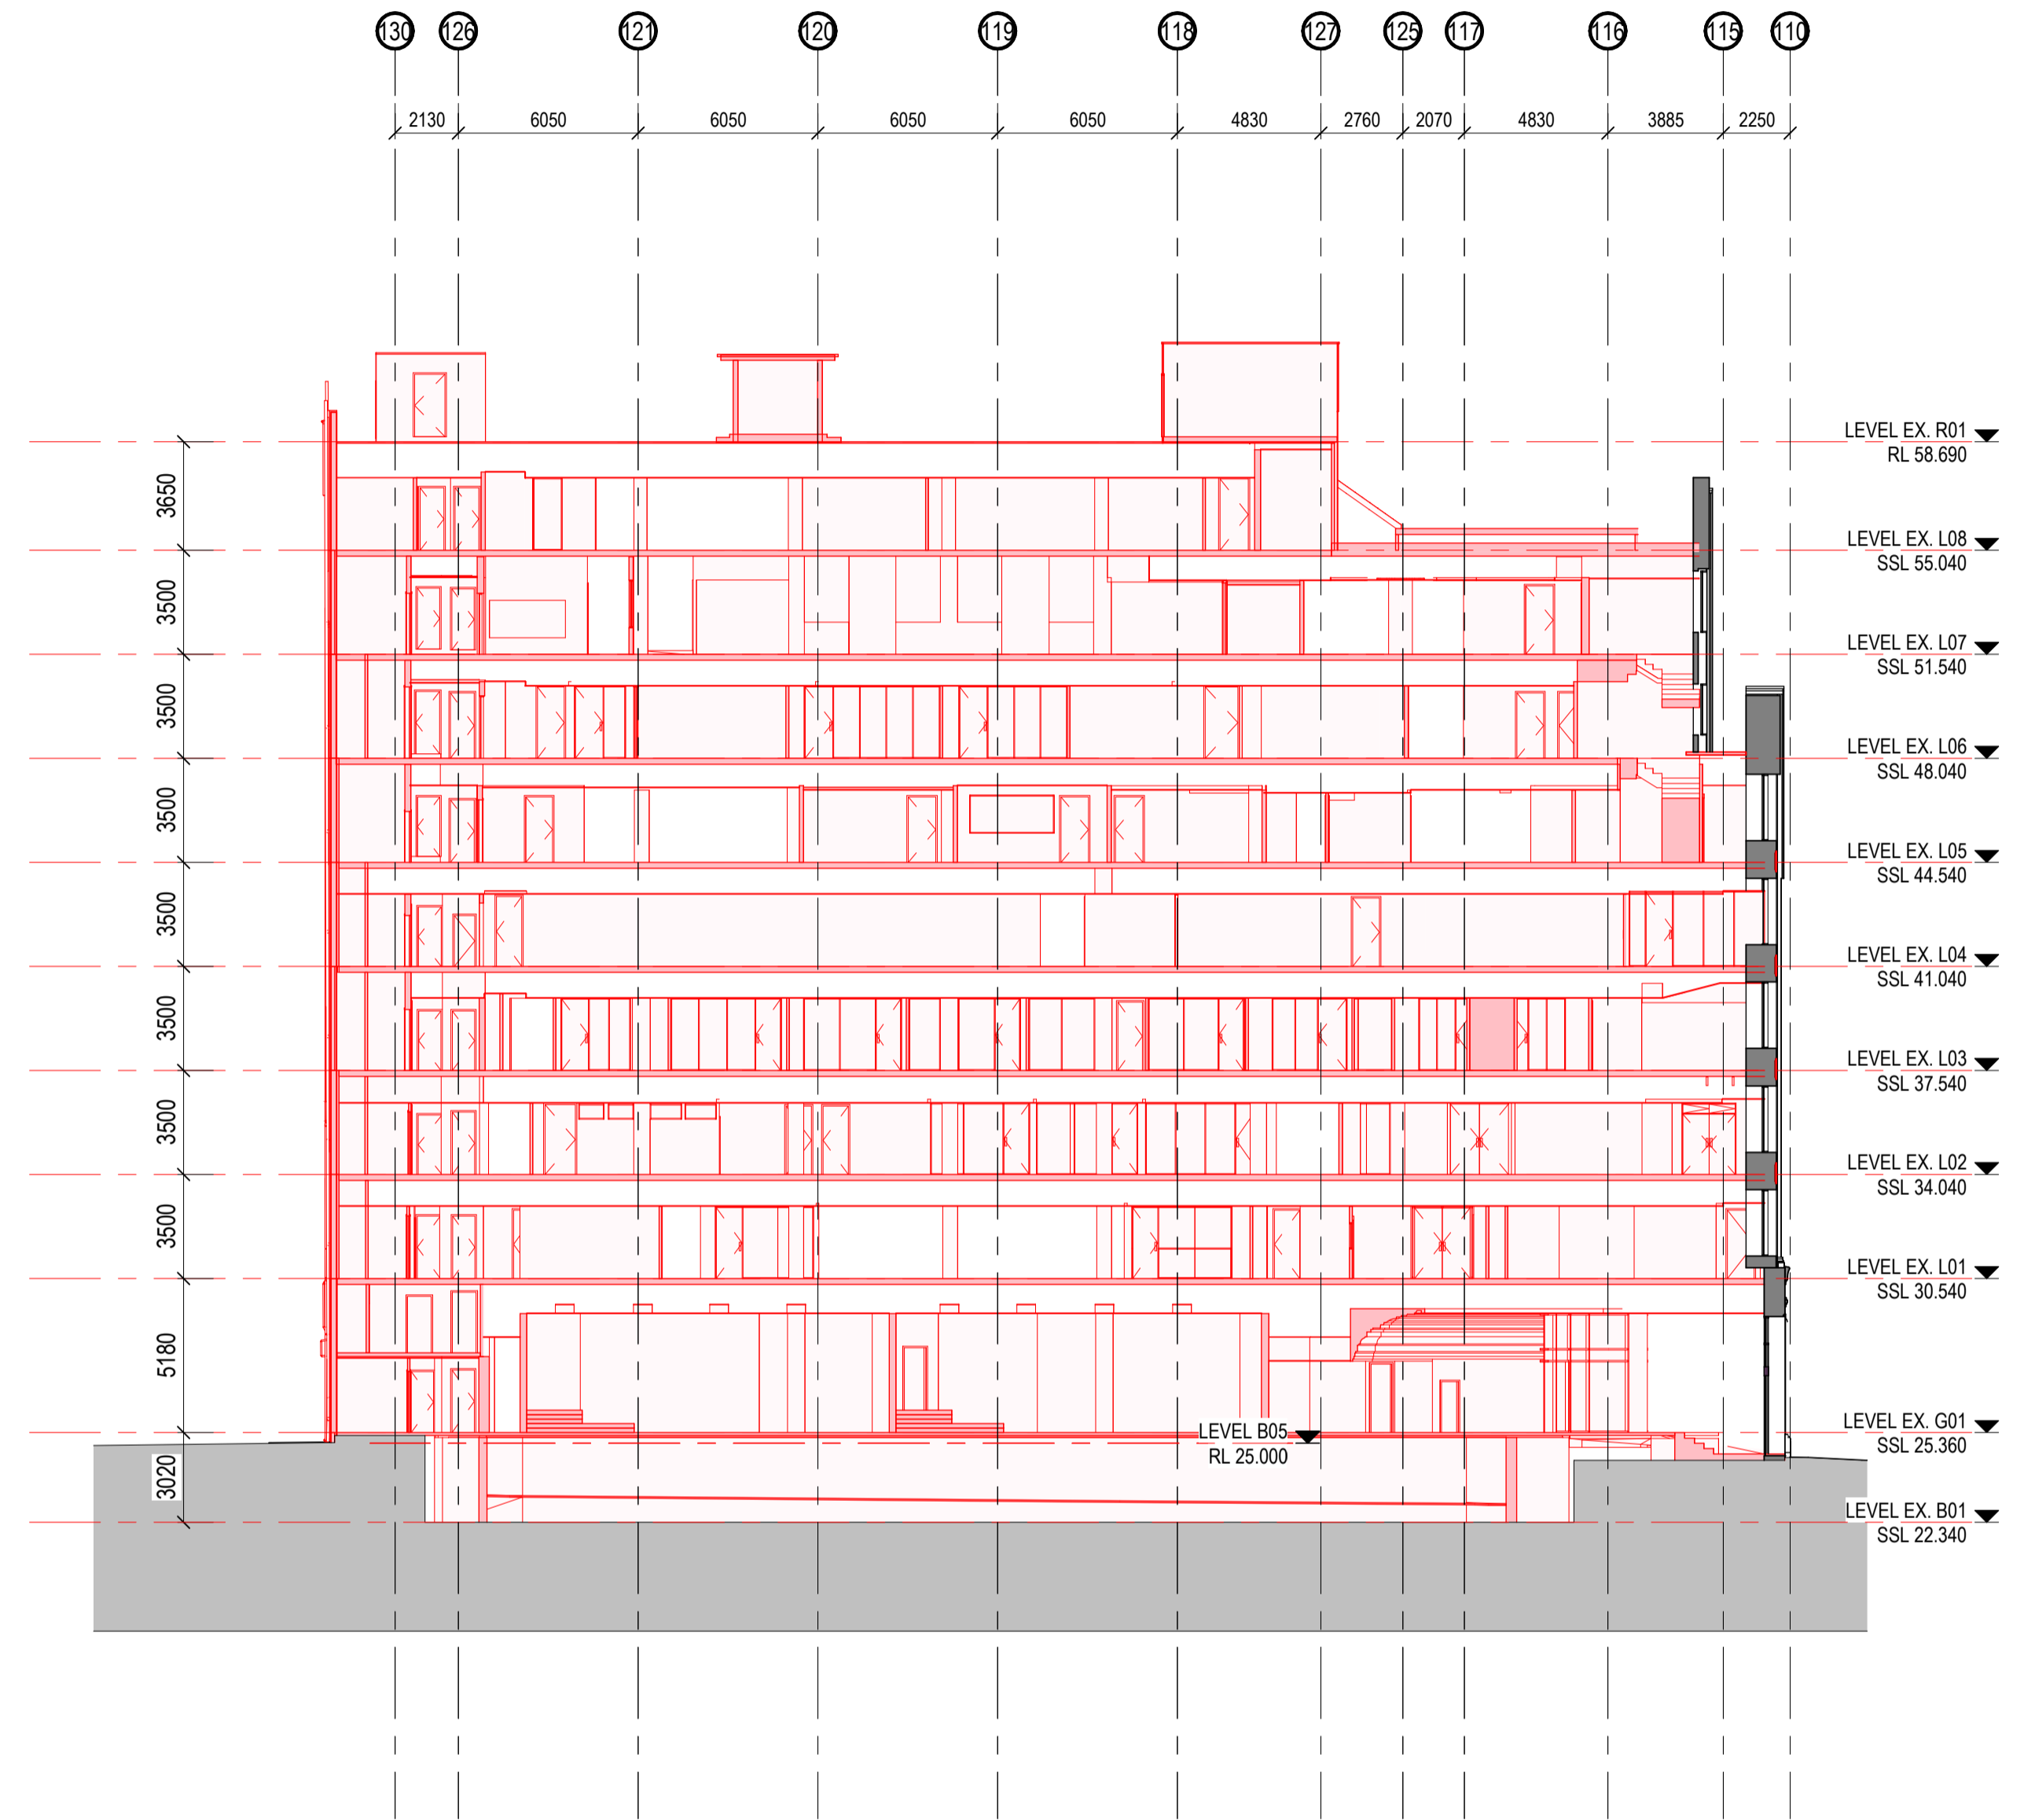 130 126 121 120 119 118 127 125 117 116 115 110
2130 6050 6050 6050 6050 4830 2760 2070 4830 3885 2250
LEVEL EX. R01
RL 58.690
3650
LEVEL EX. L08
SSL 55.040
3500
LEVEL EX. L07
SSL 51.540
3500
LEVEL EX. L06
SSL 48.040
3500
LEVEL EX. L05
SSL 44.540
3500
LEVEL EX. L04
SSL 41.040
3500
LEVEL EX. L03
SSL 37.540
3500
LEVEL EX. L02
SSL 34.040
3500
LEVEL EX. L01
SSL 30.540
5180
LEVEL EX. G01
SSL 25.360
LEVEL B05
RL 25.000
3020
LEVEL EX. B01
SSL 22.340